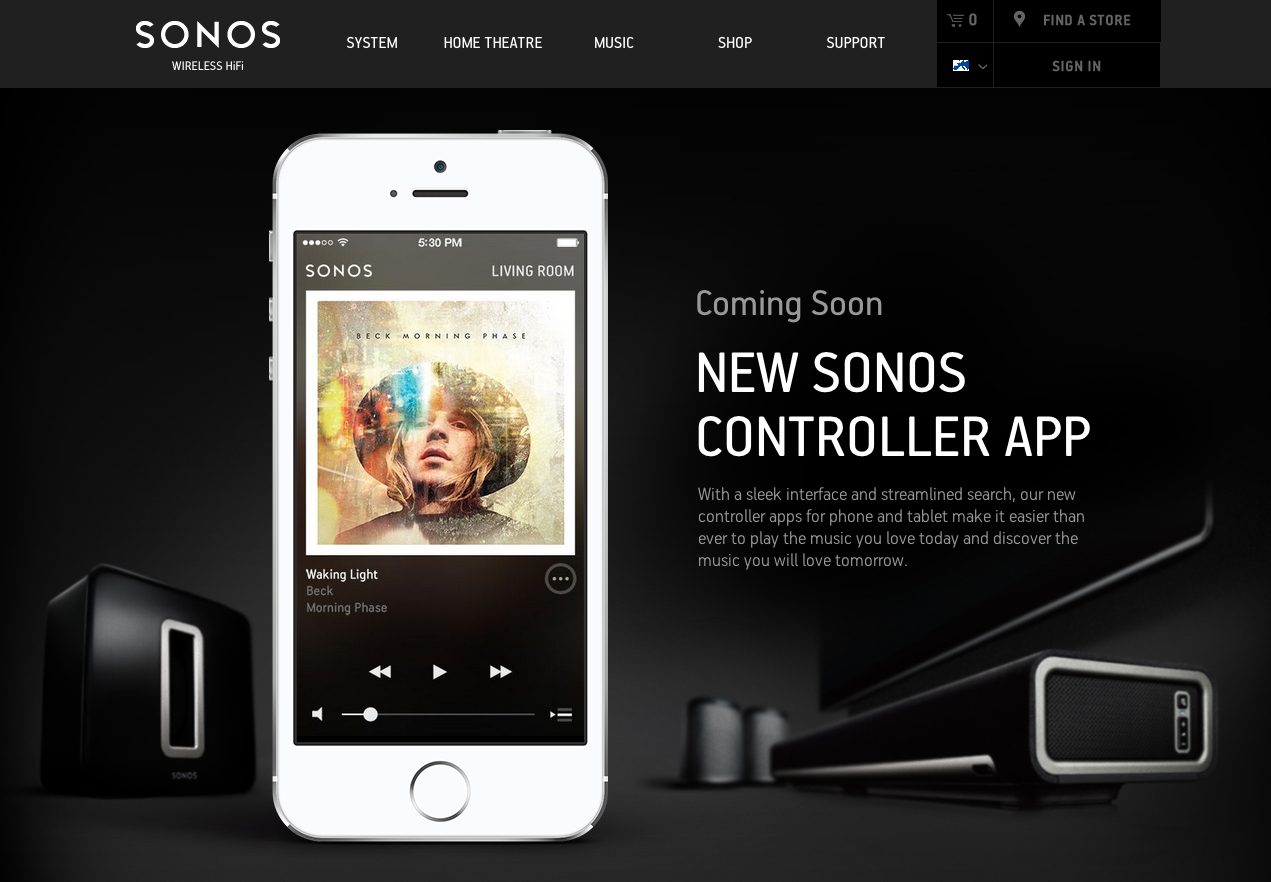 SONOS
WIRELESS HiFi
SYSTEM
HOME THEATRE
MUSIC
SHOP
SUPPORT
0
FIND A STORE
SIGN IN
5:30 PM
SONOS
LIVING ROOM
BECK MORNING PHASE
Waking Light
Beck
Morning Phase
Coming Soon
NEW SONOS
CONTROLLER APP
With a sleek interface and streamlined search, our new
controller apps for phone and tablet make it easier than
ever to play the music you love today and discover the
music you will love tomorrow.
SONOS